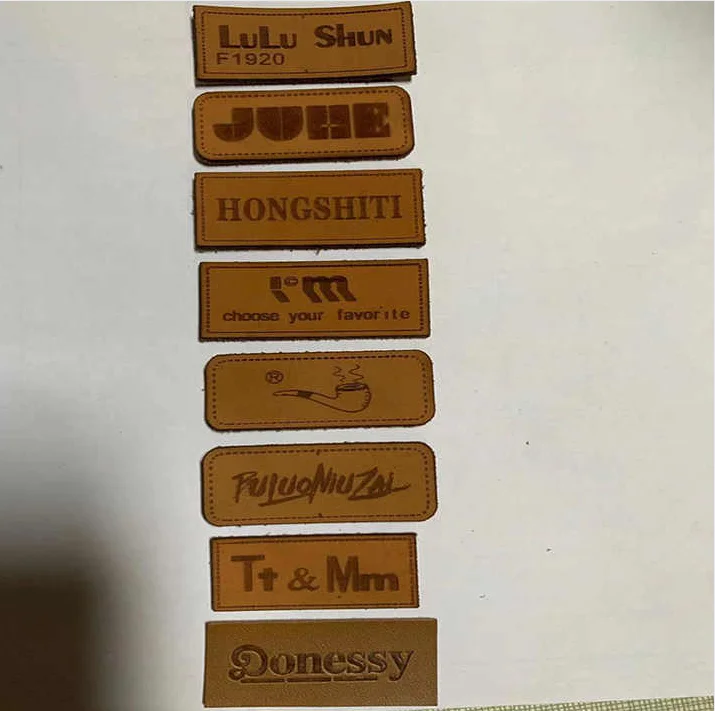 LuLu Shun
F1920
JUHE
HONGSHITI
I'm ©
choose your favorite
®
PULUONIUZAI
Tt & Mm
Donessy